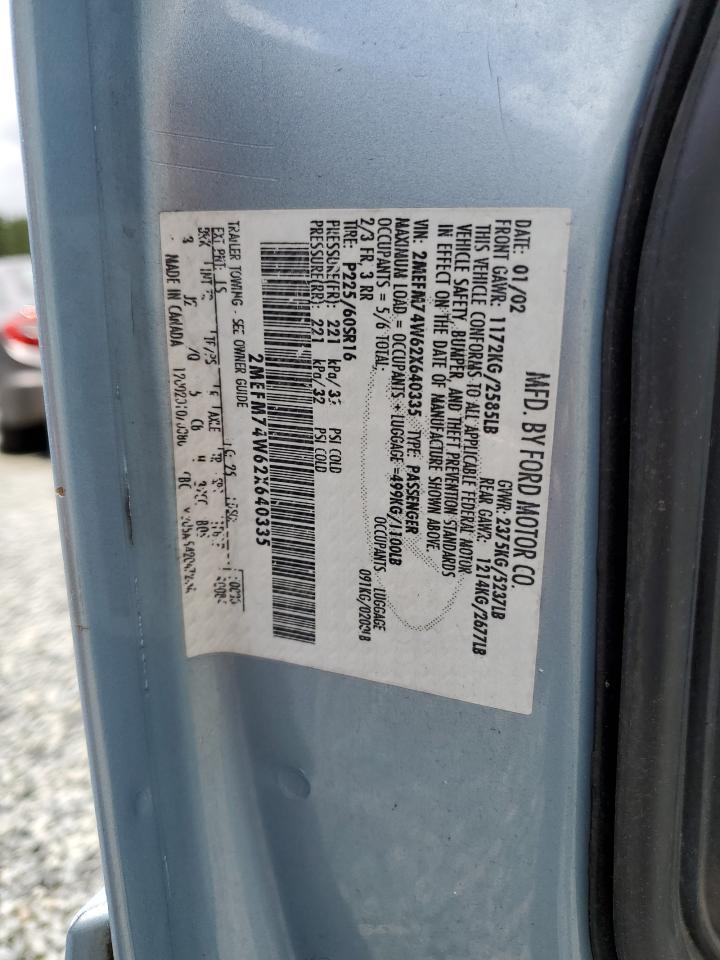 MFD. BY FORD MOTOR CO.
DATE: 01/02 GVWR: 2375KG/5237LB
FRONT GAWR: 1172KG/2585LB REAR GAWR: 1214KG/2677LB
THIS VEHICLE CONFORMS TO ALL APPLICABLE FEDERAL MOTOR
VEHICLE SAFETY, BUMPER, AND THEFT PREVENTION STANDARDS
IN EFFECT ON THE DATE OF MANUFACTURE SHOWN ABOVE.
VIN: 2MEFM74W62X640335 TYPE: PASSENGER
MAXIMUM LOAD = OCCUPANTS + LUGGAGE =499KG/1100LB
OCCUPANTS = 5/6 TOTAL: OCCUPANTS LUGGAGE
2/3 FR, 3 RR
TIRE: P225/60SR16
PRESSURE(FR): 221 kPa/32 PSI COLD
PRESSURE(RR): 221 kPa/32 PSI COLD
2MEFM74W62X640335
TRAILER TOWING - SEE OWNER GUIDE
EXT PNT: LS
MADE IN CANADA